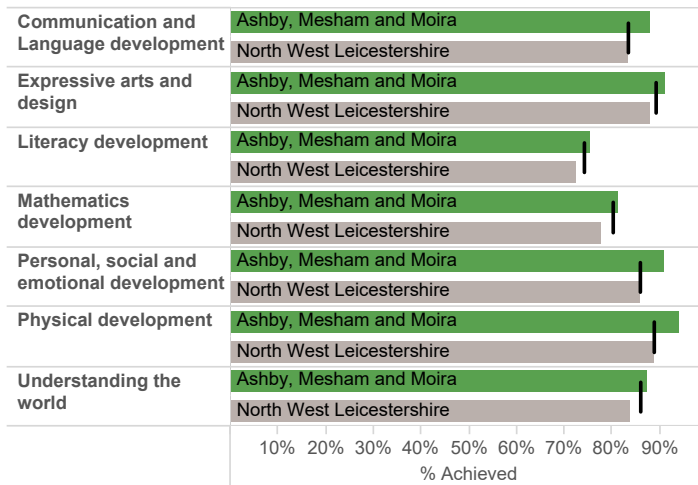 Communication and
Language development
Ashby, Mesham and Moira
North West Leicestershire
Expressive arts and
design
Ashby, Mesham and Moira
North West Leicestershire
Literacy development
Ashby, Mesham and Moira
North West Leicestershire
Mathematics
development
Ashby, Mesham and Moira
North West Leicestershire
Personal, social and
emotional development
Ashby, Mesham and Moira
North West Leicestershire
Physical development
Ashby, Mesham and Moira
North West Leicestershire
Understanding the
world
Ashby, Mesham and Moira
North West Leicestershire
10% 20% 30% 40% 50% 60% 70% 80% 90%
% Achieved